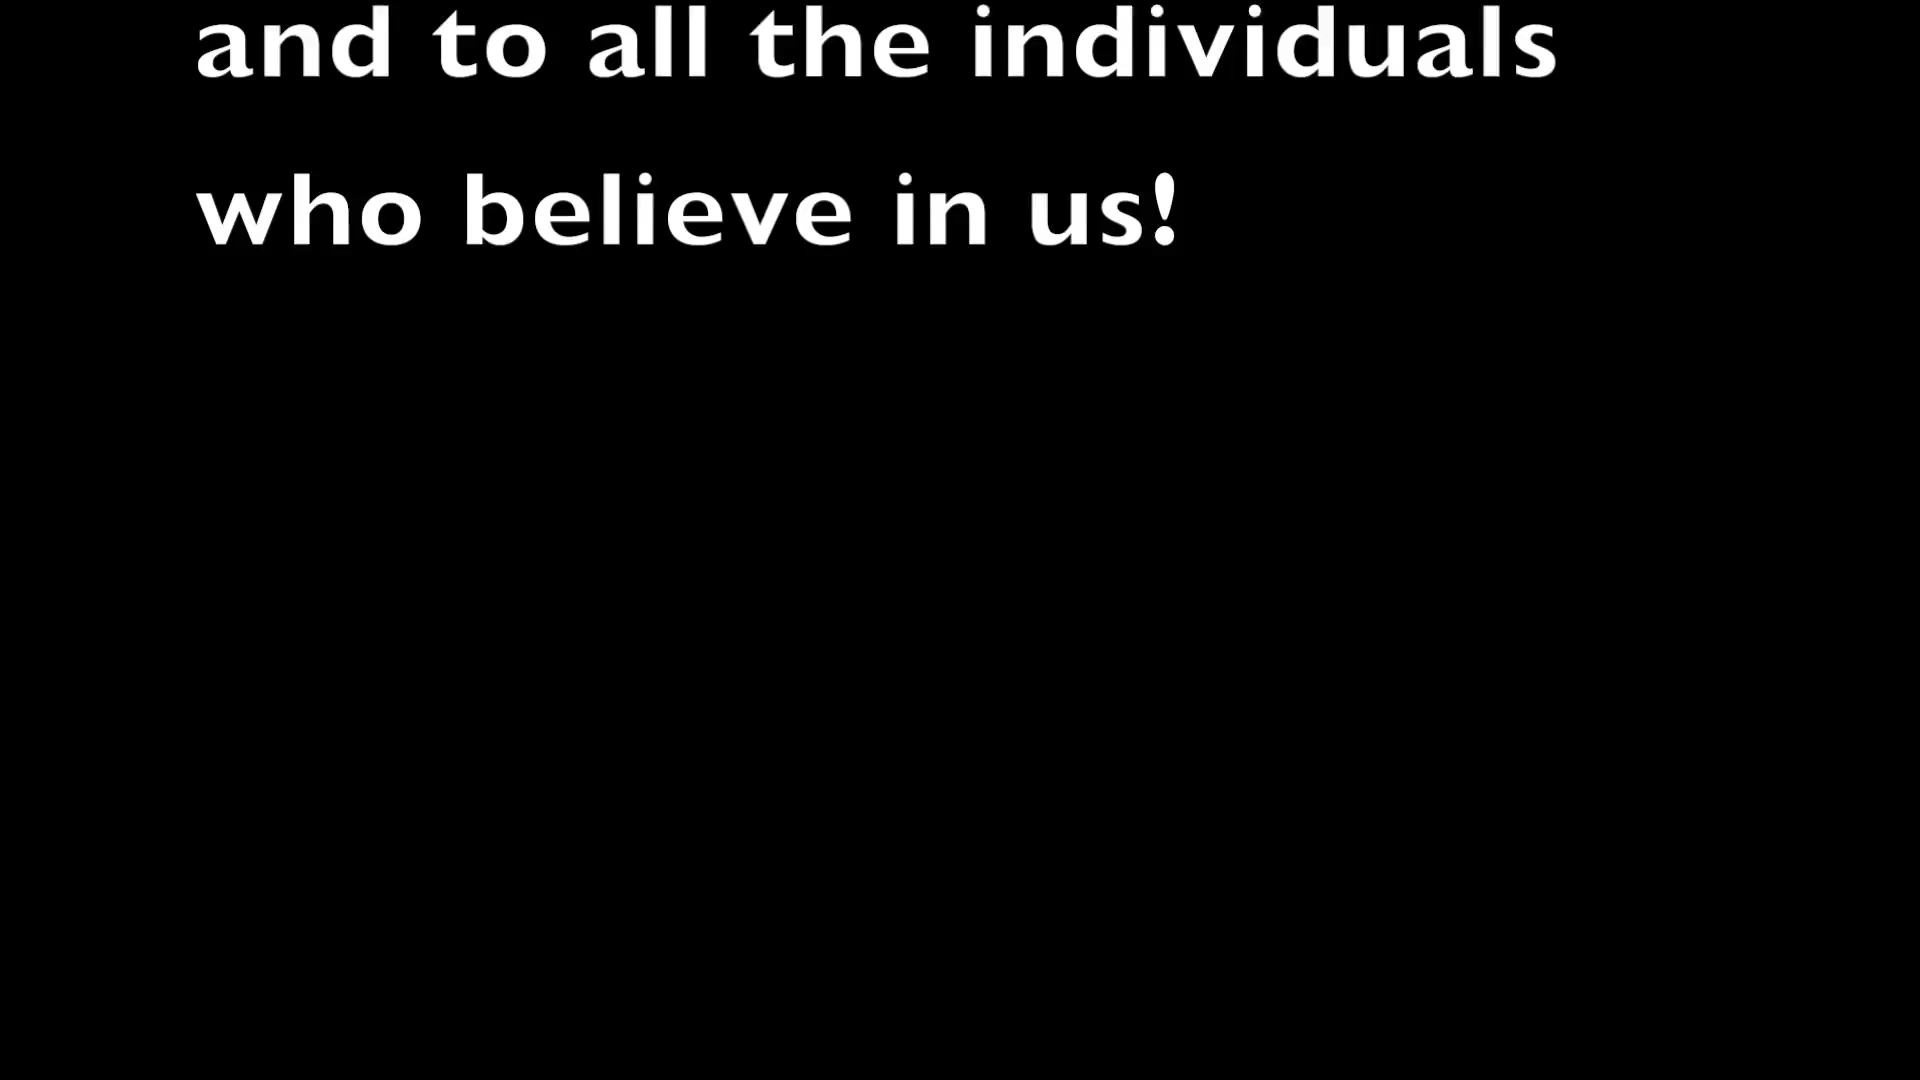 and to all the individuals
who believe in us!